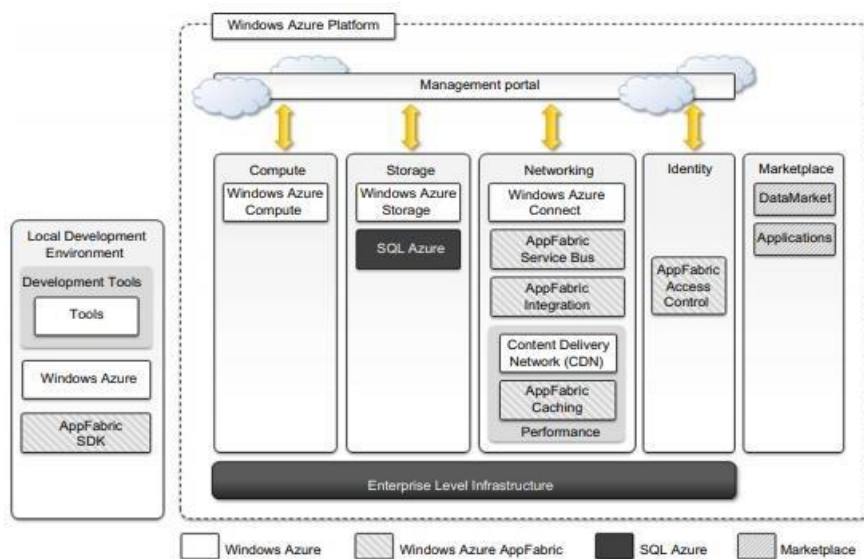 Windows Azure Platform
Management portal
Compute
Windows Azure
Compute
Storage
Windows Azure
Storage
SQL Azure
Networking
Windows Azure
Connect
AppFabric
Service Bus
AppFabric
Integration
Content Delivery
Network (CDN)
AppFabric
Caching
Performance
Identity
AppFabric
Access
Control
Marketplace
DataMarket
Applications
Local Development
Environment
Development Tools
Tools
Windows Azure
AppFabric
SDK
Enterprise Level Infrastructure
Windows Azure
Windows Azure AppFabric
SQL Azure
Marketplace